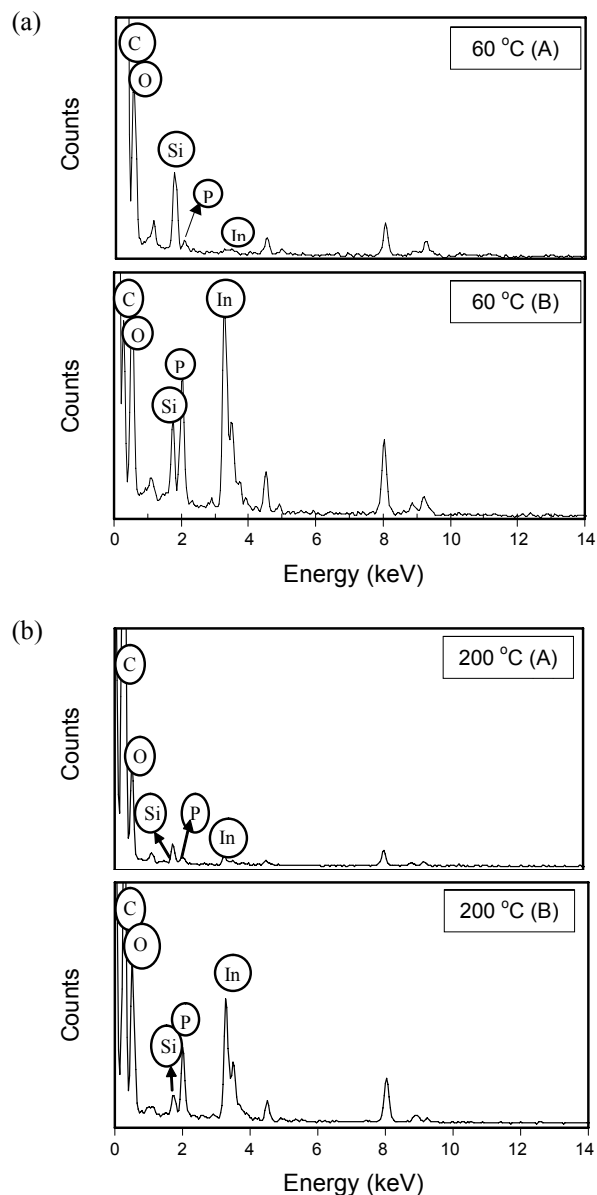 (a)
60 °C (A)
C
O
Si
P
In
Counts
60 °C (B)
C
O
Si
P
In
Counts
0 2 4 6 8 10 12 14
Energy (keV)
(b)
200 °C (A)
C
O
Si
P
In
Counts
200 °C (B)
C
O
Si
P
In
Counts
0 2 4 6 8 10 12 14
Energy (keV)